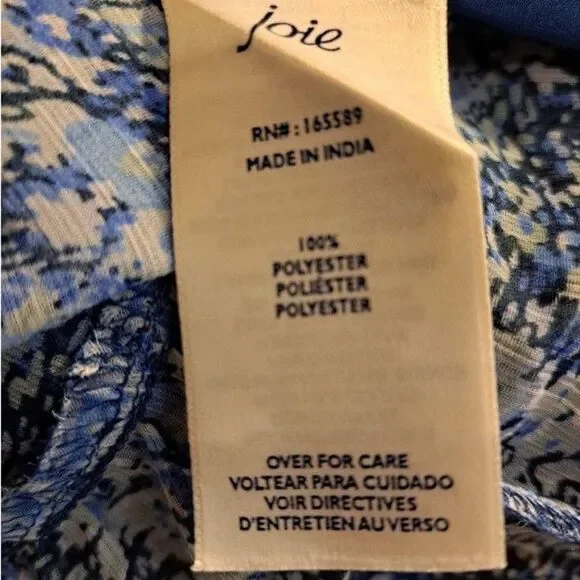 joie
RN#: 165589
MADE IN INDIA
100%
POLYESTER
POLIÉSTER
POLYESTER
OVER FOR CARE
VOLTEAR PARA CUIDADO
VOIR DIRECTIVES
D'ENTRETIEN AU VERSO